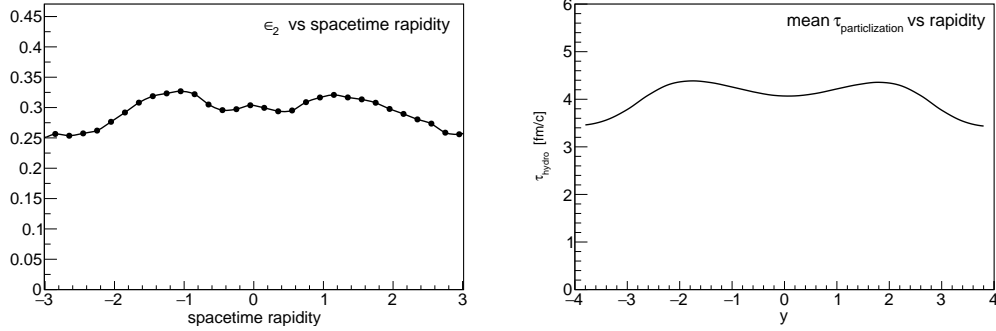 ϵ₂ vs spacetime rapidity
0.45
0.4
0.35
0.3
0.25
0.2
0.15
0.1
0.05
0
−3 −2 −1 0 1 2 3
spacetime rapidity
mean τ_particlization vs rapidity
τ_hydro [fm/c]
6
5
4
3
2
1
0
−4 −3 −2 −1 0 1 2 3 4
y